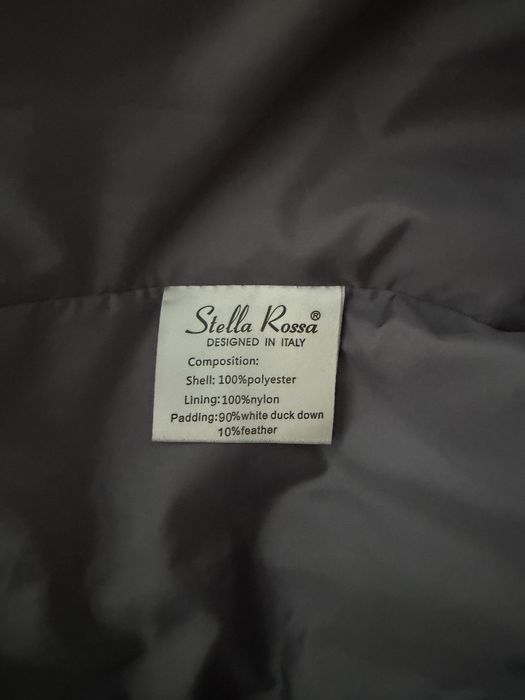 Stella Rossa®
DESIGNED IN ITALY
Composition:
Shell: 100%polyester
Lining:100%nylon
Padding:90%white duck down
10%feather